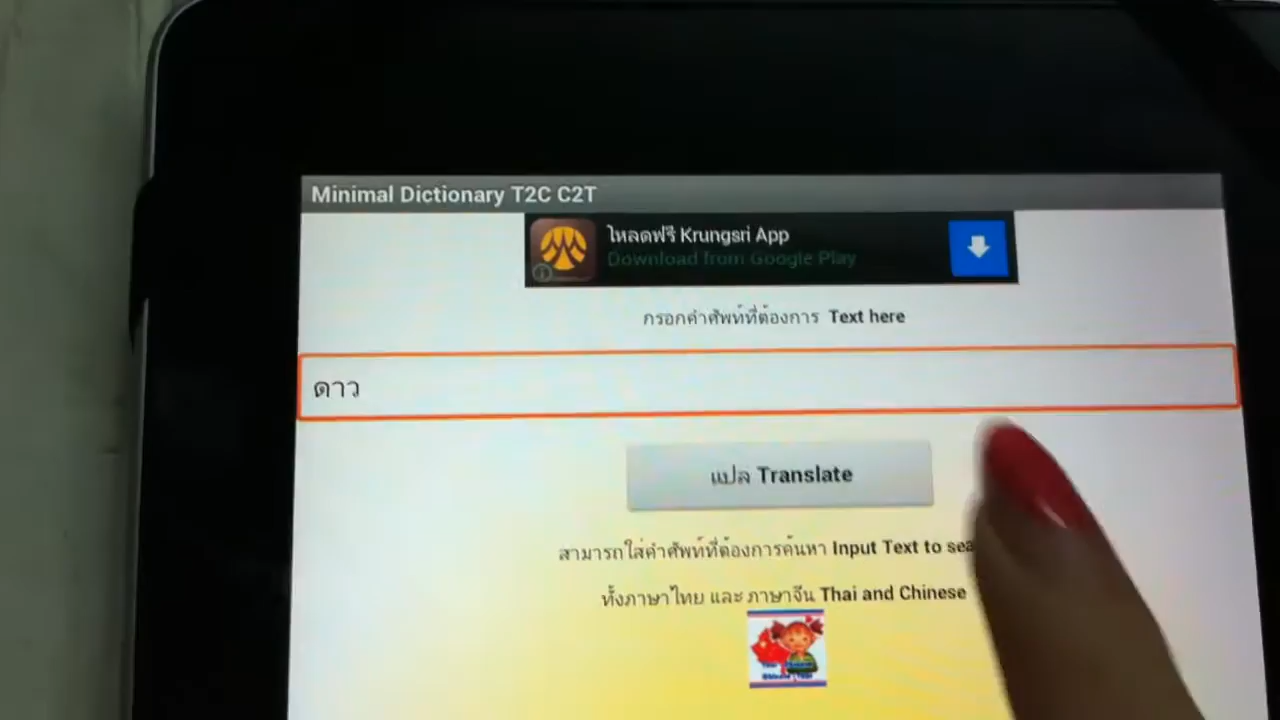 Minimal Dictionary T2C C2T
โหลดฟรี Krungsri App
Download from Google Play
กรอกคำศัพท์ที่ต้องการ Text here
ดาว
แปล Translate
สามารถใส่คำศัพท์ที่ต้องการค้นหา Input Text to
ทั้งภาษาไทย และ ภาษาจีน Thai and Chinese